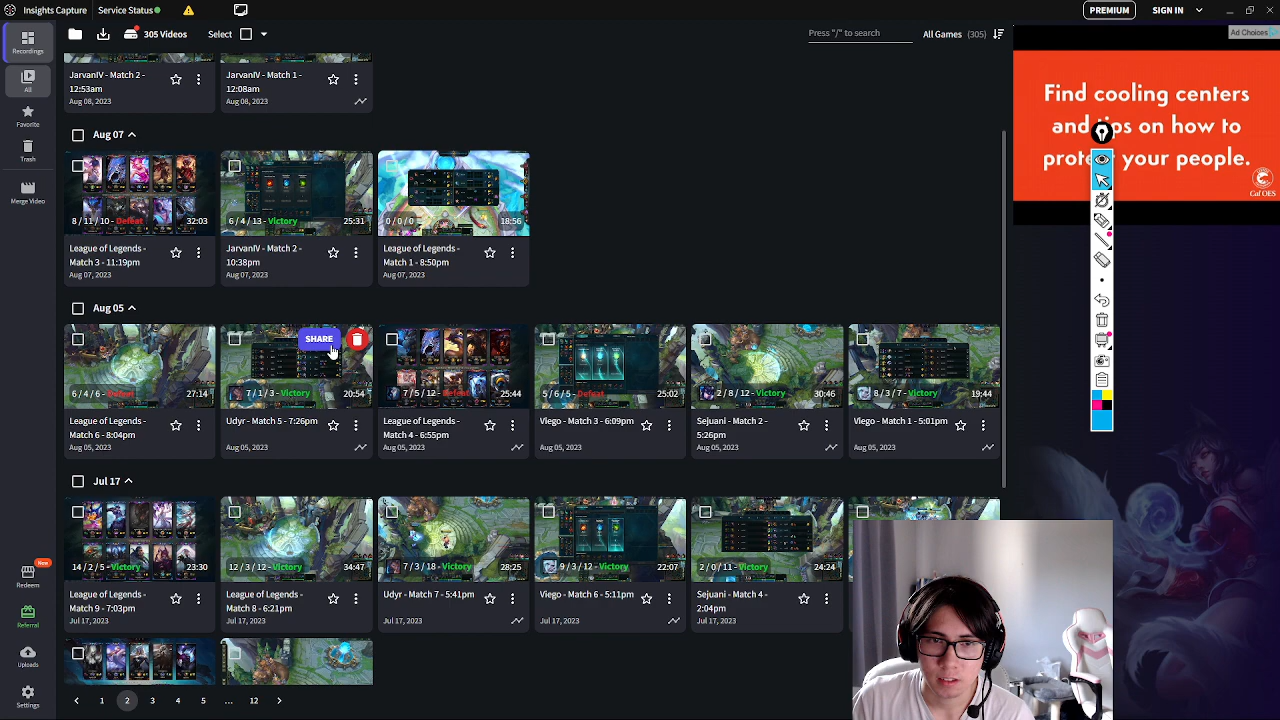 Insights Capture Service Status
PREMIUM SIGN IN
305 Videos Select Press "/" to search All Games (305)
Recordings
All
Favorite
Trash
Merge Video
New
Redeem
Referral
Uploads
Settings
JarvanIV - Match 2 - 12:53am
Aug 08, 2023
JarvanIV - Match 1 - 12:08am
Aug 08, 2023
Aug 07
8 / 11 / 10 - Defeat 32:03
League of Legends - Match 3 - 11:19pm
Aug 07, 2023
6 / 4 / 13 - Victory 25:31
JarvanIV - Match 2 - 10:38pm
Aug 07, 2023
0 / 0 / 0 18:56
League of Legends - Match 1 - 8:50pm
Aug 07, 2023
Aug 05
6 / 4 / 6 - Defeat 27:14
League of Legends - Match 6 - 8:04pm
Aug 05, 2023
SHARE
7 / 1 / 3 - Victory 20:54
Udyr - Match 5 - 7:26pm
Aug 05, 2023
7 / 5 / 12 - Defeat 25:44
League of Legends - Match 4 - 6:55pm
Aug 05, 2023
5 / 6 / 5 - Defeat 25:02
Viego - Match 3 - 6:09pm
Aug 05, 2023
2 / 8 / 12 - Victory 30:46
Sejuani - Match 2 - 5:26pm
Aug 05, 2023
8 / 3 / 7 - Victory 19:44
Viego - Match 1 - 5:01pm
Aug 05, 2023
Jul 17
14 / 2 / 5 - Victory 23:30
League of Legends - Match 9 - 7:03pm
Jul 17, 2023
12 / 3 / 12 - Victory 34:47
League of Legends - Match 8 - 6:21pm
Jul 17, 2023
7 / 3 / 18 - Victory 28:25
Udyr - Match 7 - 5:41pm
Jul 17, 2023
9 / 3 / 12 - Victory 22:07
Viego - Match 6 - 5:11pm
Jul 17, 2023
2 / 0 / 11 - Victory 24:24
Sejuani - Match 4 - 2:04pm
Jul 17, 2023
1 2 3 4 5 ... 12
Ad Choices
Find cooling centers
and tips on how to
protect your people.
Cal OES